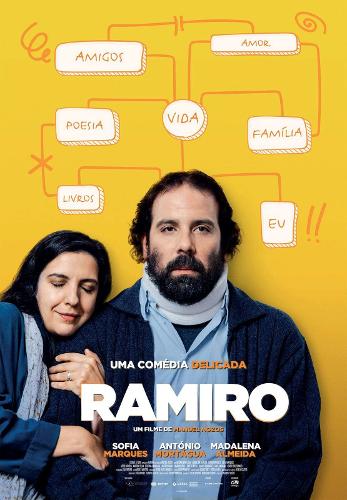 AMIGOS
AMOR
POESIA
VIDA
FAMÍLIA
LIVROS
EU !!
UMA COMÉDIA DELICADA
RAMIRO
UM FILME DE MANUEL MOZOS
SOFIA MARQUES
ANTÓNIO MORTÁGUA
MADALENA ALMEIDA